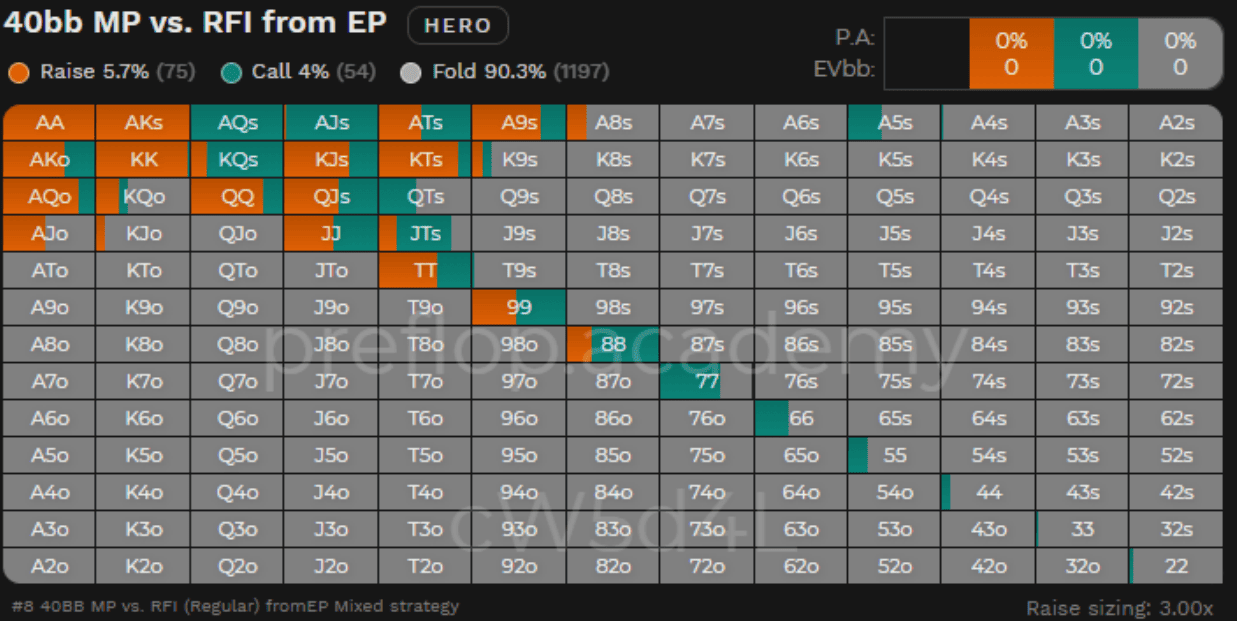 40bb MP vs. RFI from EP HERO
P.A: 0% 0% 0%
EVbb: 0 0 0
Raise 5.7% (75) Call 4% (54) Fold 90.3% (1197)
AA AKs AQs AJs ATs A9s A8s A7s A6s A5s A4s A3s A2s
AKo KK KQs KJs KTs K9s K8s K7s K6s K5s K4s K3s K2s
AQo KQo QQ QJs QTs Q9s Q8s Q7s Q6s Q5s Q4s Q3s Q2s
AJo KJo QJo JJ JTs J9s J8s J7s J6s J5s J4s J3s J2s
ATo KTo QTo JTo TT T9s T8s T7s T6s T5s T4s T3s T2s
A9o K9o Q9o J9o T9o 99 98s 97s 96s 95s 94s 93s 92s
A8o K8o Q8o J8o T8o 98o 88 87s 86s 85s 84s 83s 82s
preflop.academy
A7o K7o Q7o J7o T7o 97o 87o 77 76s 75s 74s 73s 72s
A6o K6o Q6o J6o T6o 96o 86o 76o 66 65s 64s 63s 62s
A5o K5o Q5o J5o T5o 95o 85o 75o 65o 55 54s 53s 52s
A4o K4o Q4o J4o T4o 94o 84o 74o 64o 54o 44 43s 42s
cW5d4L
A3o K3o Q3o J3o T3o 93o 83o 73o 63o 53o 43o 33 32s
A2o K2o Q2o J2o T2o 92o 82o 72o 62o 52o 42o 32o 22
#8 40BB MP vs. RFI (Regular) fromEP Mixed strategy
Raise sizing: 3.00x